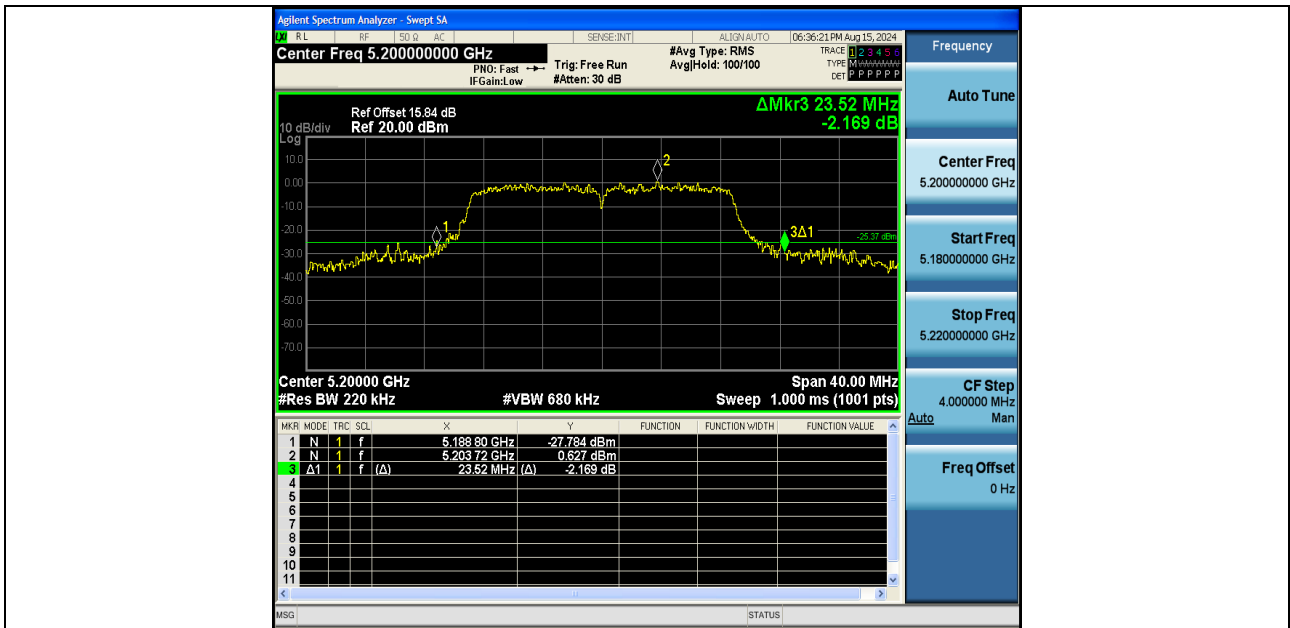 Agilent Spectrum Analyzer - Swept SA
RL RF 50 Ω AC SENSE:INT ALIGN AUTO 06:36:21 PM Aug 15, 2024
Center Freq 5.200000000 GHz
PNO: Fast
IFGain:Low
Trig: Free Run
#Atten: 30 dB
#Avg Type: RMS
Avg|Hold: 100/100
TRACE 1 2 3 4 5 6
TYPE M
DET P P P P P P
ΔMkr3 23.52 MHz
-2.169 dB
Ref Offset 15.84 dB
10 dB/div Ref 20.00 dBm
Log
10.0
0.00
-10.0
-20.0
-30.0
-40.0
-50.0
-60.0
-70.0
1
2
3Δ1
-25.37 dBm
Center 5.20000 GHz Span 40.00 MHz
#Res BW 220 kHz #VBW 680 kHz Sweep 1.000 ms (1001 pts)
MKR MODE TRC SCL X Y FUNCTION FUNCTION WIDTH FUNCTION VALUE
1 N 1 f 5.188 80 GHz -27.784 dBm
2 N 1 f 5.203 72 GHz 0.627 dBm
3 Δ1 1 f (Δ) 23.52 MHz (Δ) -2.169 dB
4
5
6
7
8
9
10
11
MSG STATUS
Frequency
Auto Tune
Center Freq
5.200000000 GHz
Start Freq
5.180000000 GHz
Stop Freq
5.220000000 GHz
CF Step
4.000000 MHz
Auto Man
Freq Offset
0 Hz